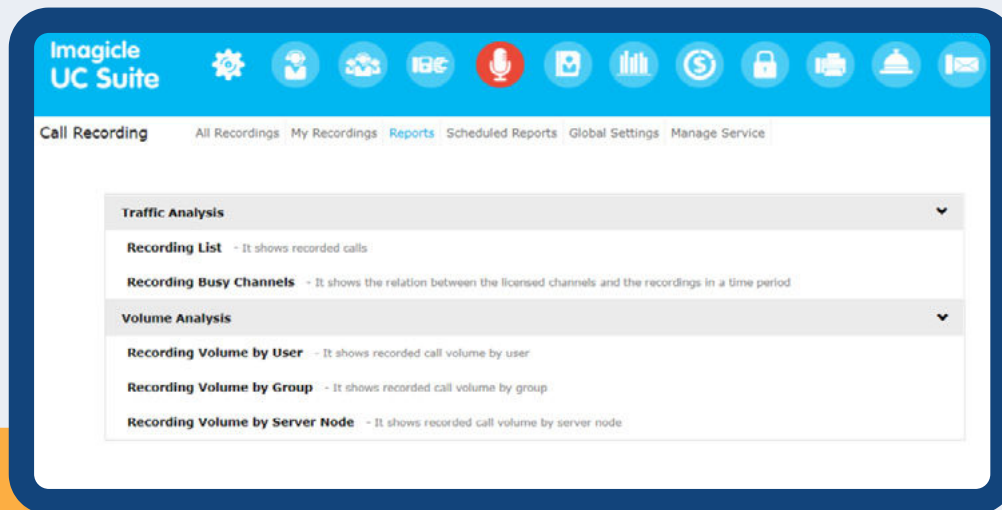 Imagicle
UC Suite
Call Recording All Recordings My Recordings Reports Scheduled Reports Global Settings Manage Service
Traffic Analysis
Recording List - It shows recorded calls
Recording Busy Channels - It shows the relation between the licensed channels and the recordings in a time period
Volume Analysis
Recording Volume by User - It shows recorded call volume by user
Recording Volume by Group - It shows recorded call volume by group
Recording Volume by Server Node - It shows recorded call volume by server node